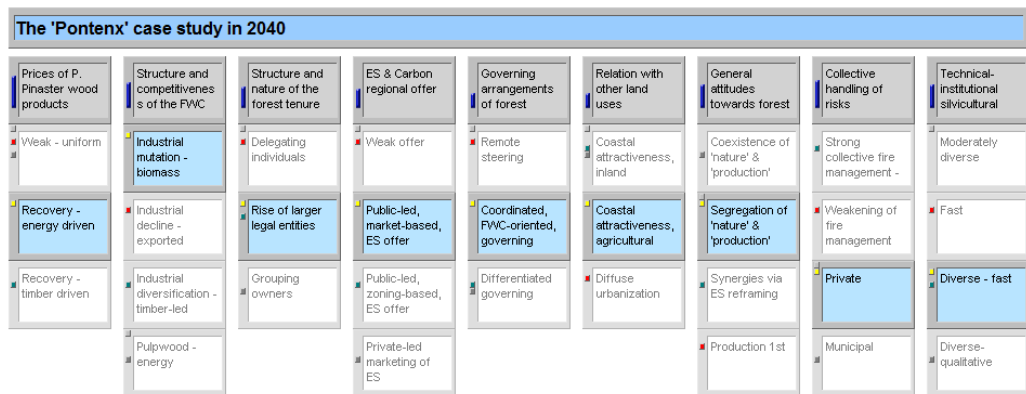 The 'Pontenx' case study in 2040
Prices of P.
Pinaster wood
products
Structure and
competitivenes
s of the FWC
Structure and
nature of the
forest tenure
ES & Carbon
regional offer
Governing
arrangements
of forest
Relation with
other land
uses
General
attitudes
towards forest
Collective
handling of
risks
Technical-
institutional
silvicultural
Weak - uniform
Industrial
mutation -
biomass
Delegating
individuals
Weak offer
Remote
steering
Coastal
attractiveness,
inland
Coexistence of
'nature' &
'production'
Strong
collective fire
management -
Moderately
diverse
Recovery -
energy driven
Industrial
decline -
exported
Rise of larger
legal entities
Public-led,
market-based,
ES offer
Coordinated,
FWC-oriented,
governing
Coastal
attractiveness,
agricultural
Segregation of
'nature' &
'production'
Weakening of
fire
management
Fast
Recovery -
timber driven
Industrial
diversification -
timber-led
Grouping
owners
Public-led,
zoning-based,
ES offer
Differentiated
governing
Diffuse
urbanization
Synergies via
ES reframing
Private
Diverse - fast
Pulpwood -
energy
Private-led
marketing of
ES
Production 1st
Municipal
Diverse-
qualitative